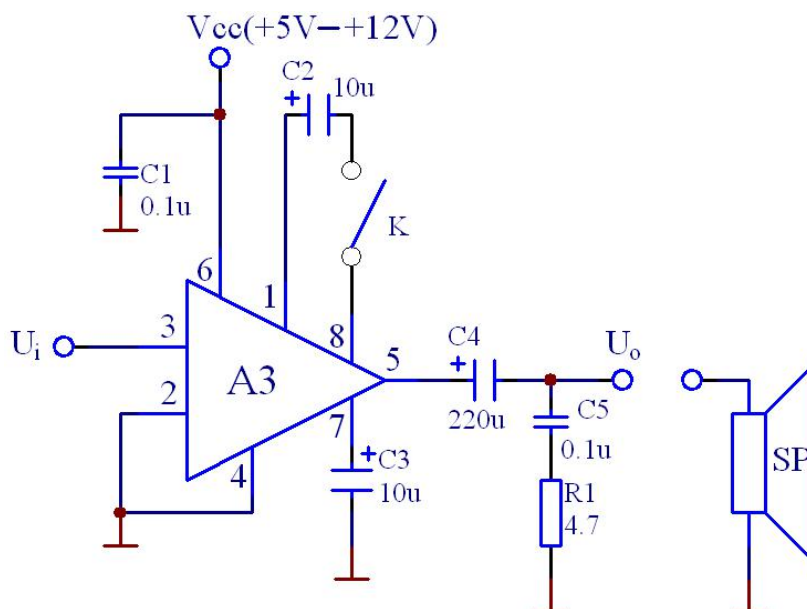 Vcc(+5V—+12V)
C2
+
10u
C1
0.1u
K
6
1
Ui
3
8
5
C4
+
Uo
A3
2
7
220u
C5
0.1u
4
+
C3
10u
R1
4.7
SP